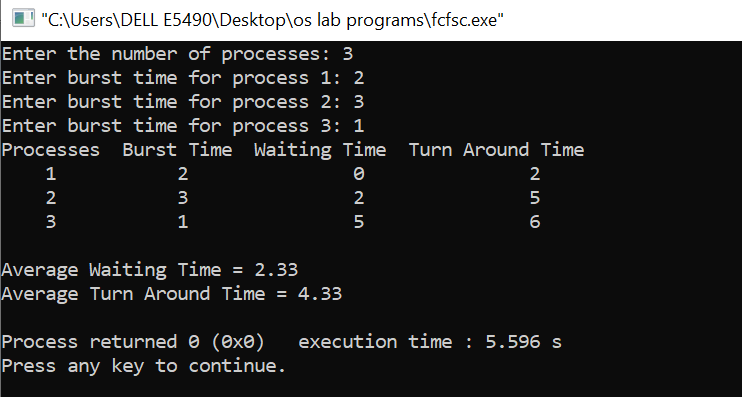 "C:\Users\DELL E5490\Desktop\os lab programs\fcfsc.exe"
Enter the number of processes: 3
Enter burst time for process 1: 2
Enter burst time for process 2: 3
Enter burst time for process 3: 1
Processes  Burst Time  Waiting Time  Turn Around Time
    1           2               0               2
    2           3               2               5
    3           1               5               6
Average Waiting Time = 2.33
Average Turn Around Time = 4.33
Process returned 0 (0x0)   execution time : 5.596 s
Press any key to continue.